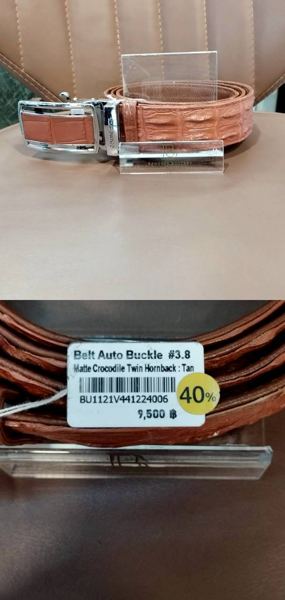 Belt Auto Buckle #3.8
Matte Crocodile Twin Hornback : Tan
BU1121V441224006
40%
9,500 ฿